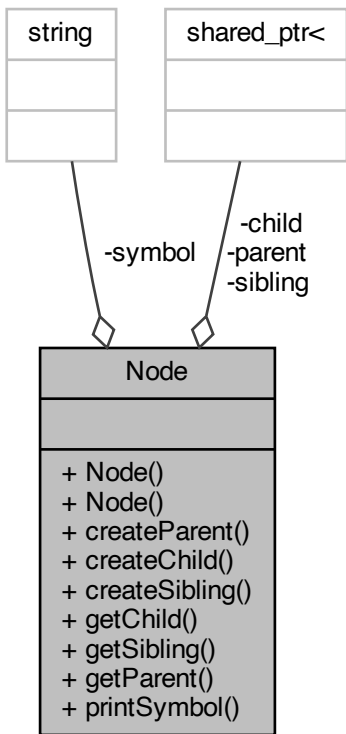 string
shared_ptr<
-symbol
-child
-parent
-sibling
Node
+ Node()
+ Node()
+ createParent()
+ createChild()
+ createSibling()
+ getChild()
+ getSibling()
+ getParent()
+ printSymbol()